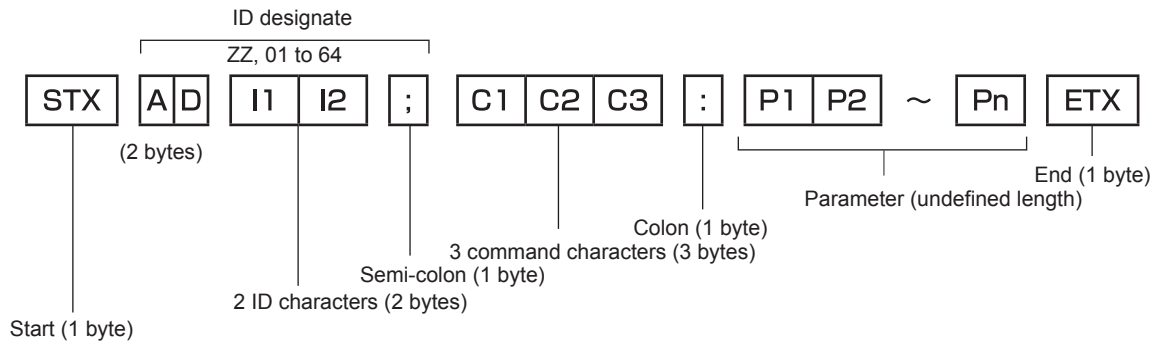 ID designate
ZZ, 01 to 64
STX A D I1 I2 ; C1 C2 C3 : P1 P2 ~ Pn ETX
(2 bytes)
End (1 byte)
Parameter (undefined length)
Colon (1 byte)
3 command characters (3 bytes)
Semi-colon (1 byte)
2 ID characters (2 bytes)
Start (1 byte)